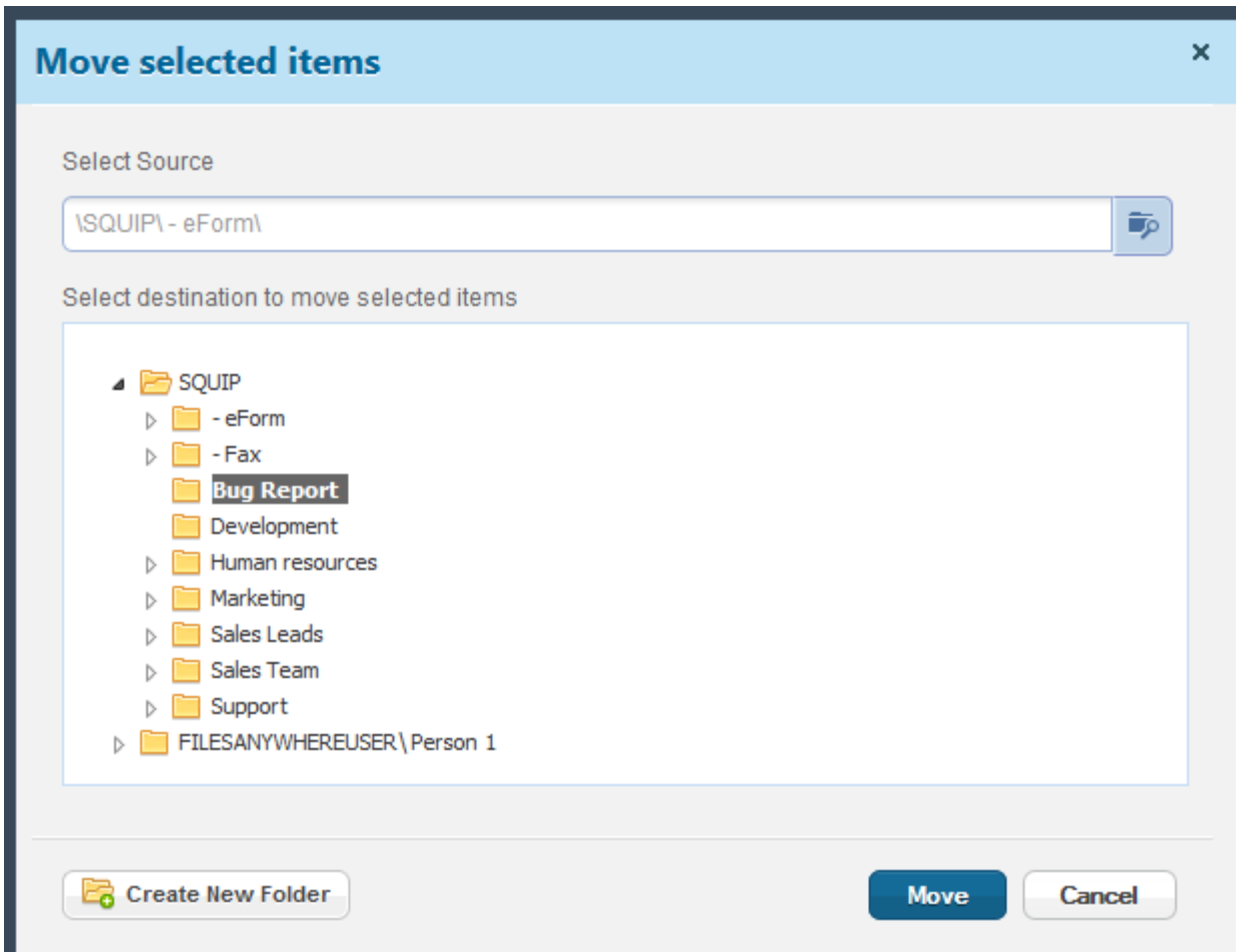 Move selected items
Select Source
\SQUIP\ - eForm\
Select destination to move selected items
SQUIP
- eForm
- Fax
Bug Report
Development
Human resources
Marketing
Sales Leads
Sales Team
Support
FILESANYWHEREUSER\Person 1
Create New Folder
Move
Cancel